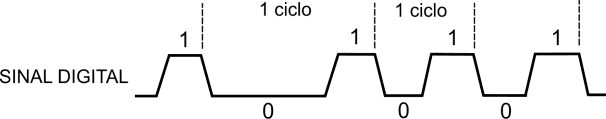 1 ciclo 1 ciclo
1 1 1 1
SINAL DIGITAL
0 0 0